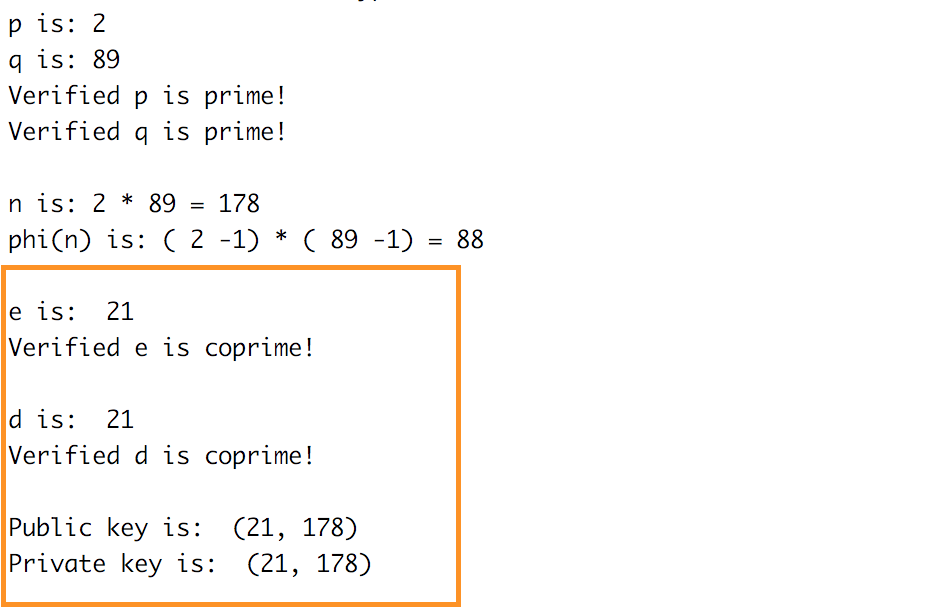 p is: 2
q is: 89
Verified p is prime!
Verified q is prime!
n is: 2 * 89 = 178
phi(n) is: ( 2 -1) * ( 89 -1) = 88
e is:  21
Verified e is coprime!
d is:  21
Verified d is coprime!
Public key is:  (21, 178)
Private key is:  (21, 178)